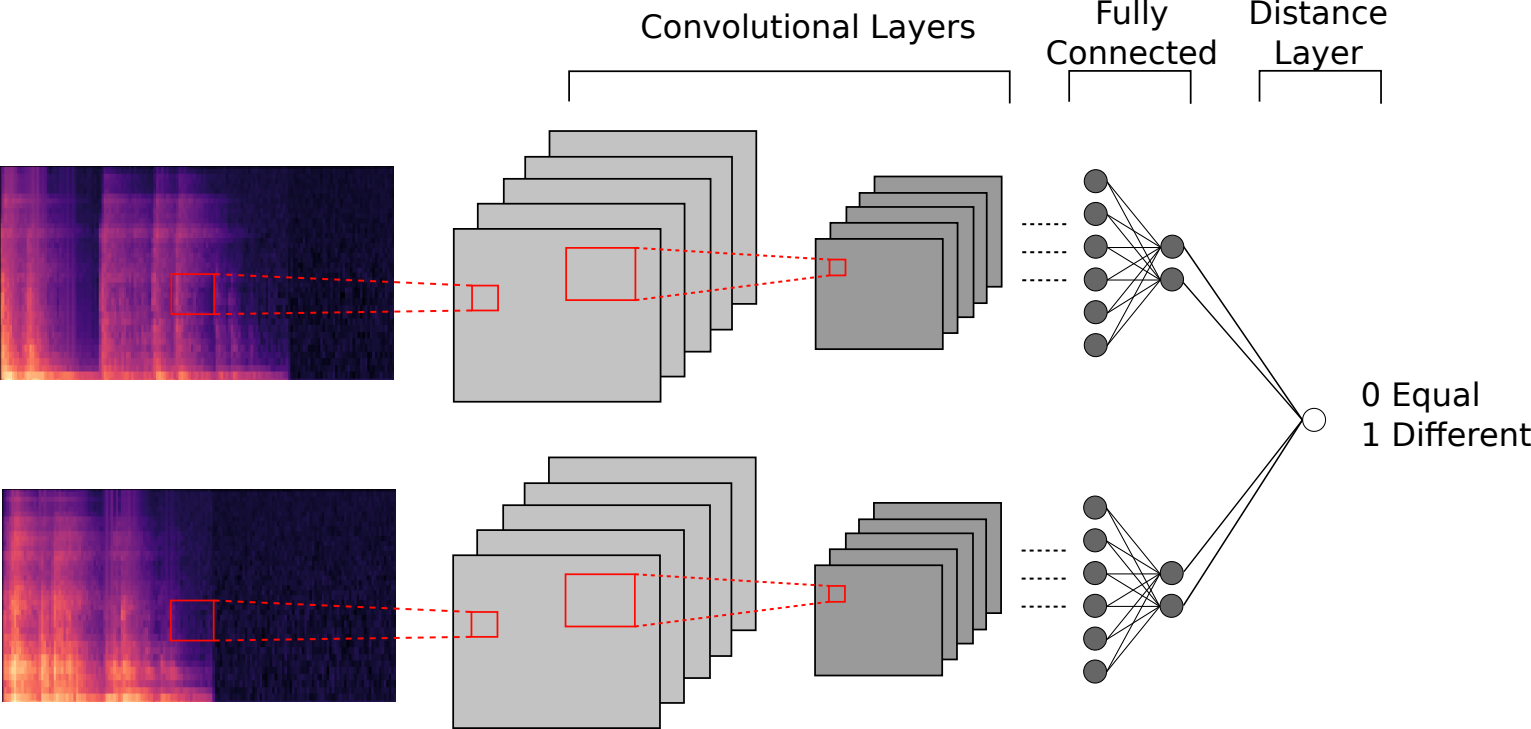 Convolutional Layers
Fully
Connected
Distance
Layer
0 Equal
1 Different